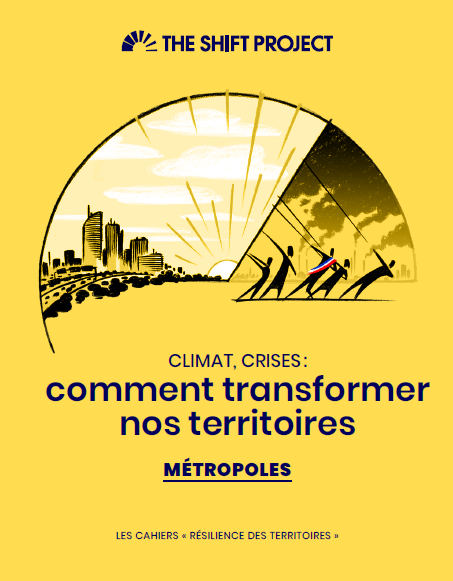 THE SHIFT PROJECT
CLIMAT, CRISES :
comment transformer
nos territoires
MÉTROPOLES
LES CAHIERS « RÉSILIENCE DES TERRITOIRES »